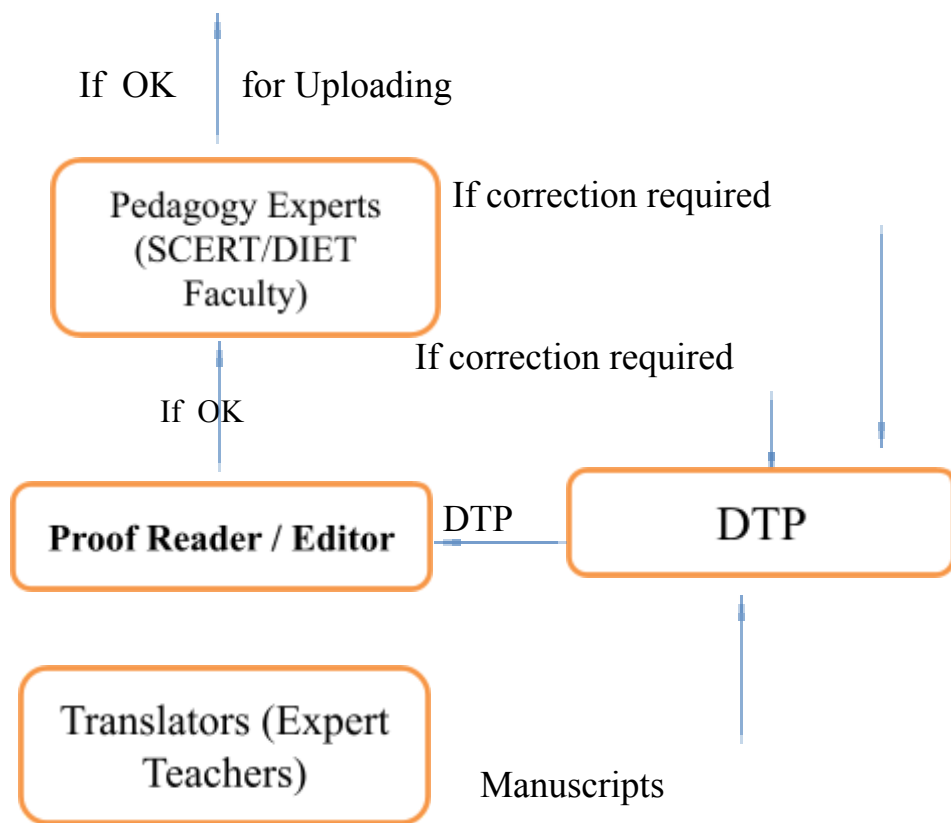 If OK for Uploading
Pedagogy Experts
(SCERT/DIET
Faculty)
If correction required
If correction required
If OK
Proof Reader / Editor
DTP
DTP
Translators (Expert
Teachers)
Manuscripts